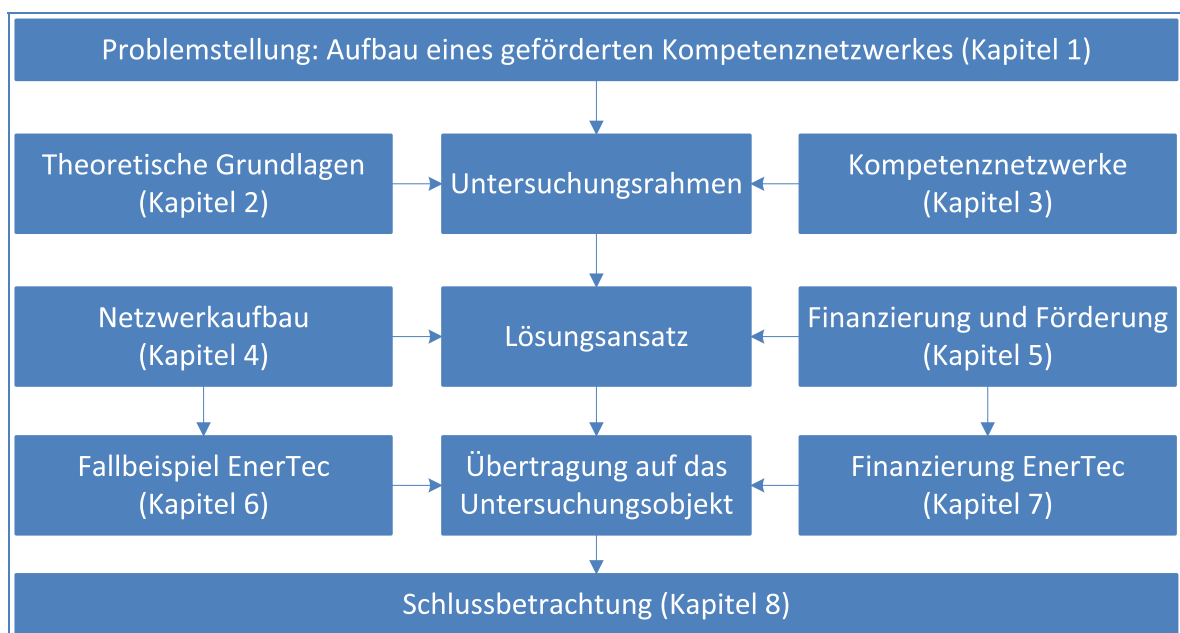 Problemstellung: Aufbau eines geförderten Kompetenznetzwerkes (Kapitel 1)
Theoretische Grundlagen
(Kapitel 2)
Untersuchungsrahmen
Kompetenznetzwerke
(Kapitel 3)
Netzwerkaufbau
(Kapitel 4)
Lösungsansatz
Finanzierung und Förderung
(Kapitel 5)
Fallbeispiel EnerTec
(Kapitel 6)
Übertragung auf das
Untersuchungsobjekt
Finanzierung EnerTec
(Kapitel 7)
Schlussbetrachtung (Kapitel 8)